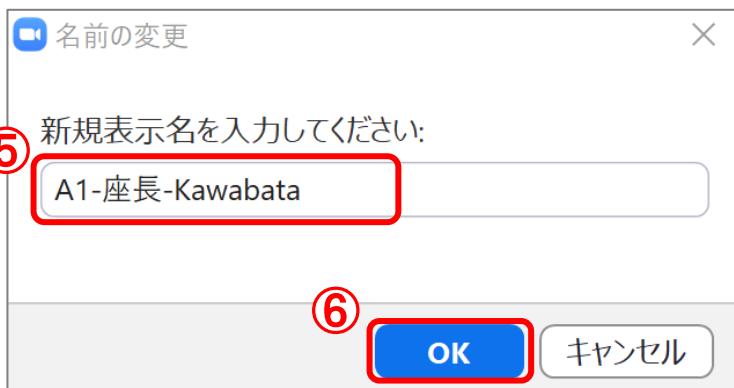 名前の変更
新規表示名を入力してください:
⑤
A1-座長-Kawabata
⑥
OK キャンセル